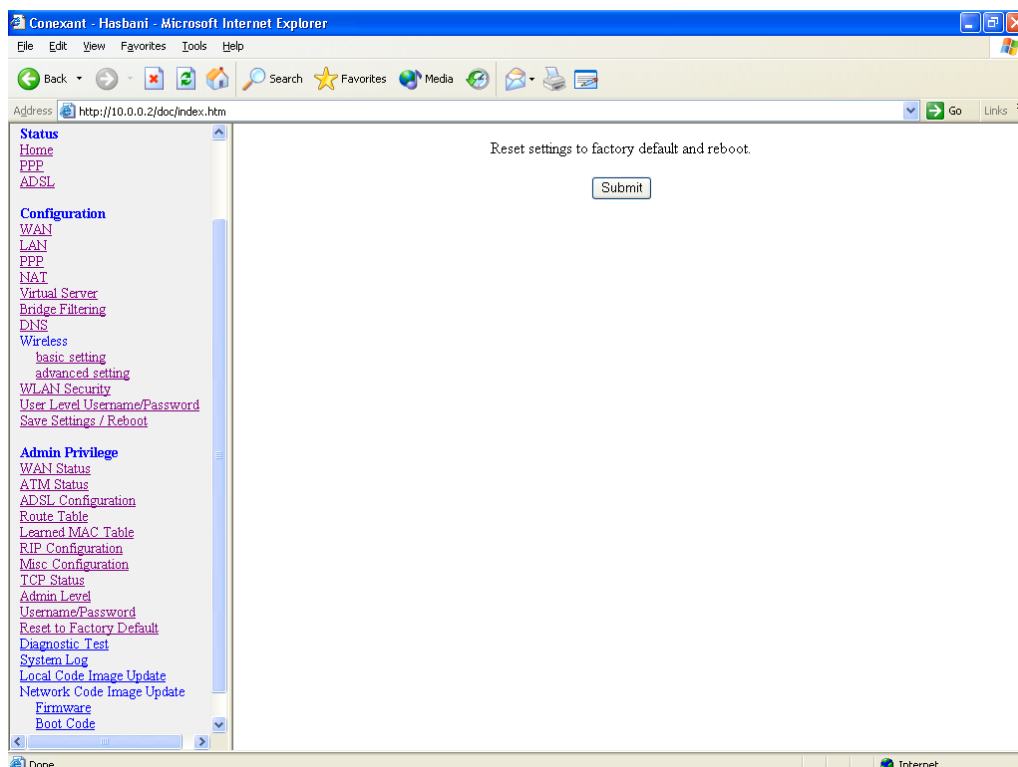 Conexant - Hasbani - Microsoft Internet Explorer
File Edit View Favorites Tools Help
Back Search Favorites Media
Address http://10.0.0.2/doc/index.htm Go Links
Status
Home
PPP
ADSL
Configuration
WAN
LAN
PPP
NAT
Virtual Server
Bridge Filtering
DNS
Wireless
basic setting
advanced setting
WLAN Security
User Level Username/Password
Save Settings / Reboot
Admin Privilege
WAN Status
ATM Status
ADSL Configuration
Route Table
Learned MAC Table
RIP Configuration
Misc Configuration
TCP Status
Admin Level
Username/Password
Reset to Factory Default
Diagnostic Test
System Log
Local Code Image Update
Network Code Image Update
Firmware
Boot Code
Reset settings to factory default and reboot.
Submit
Done Internet